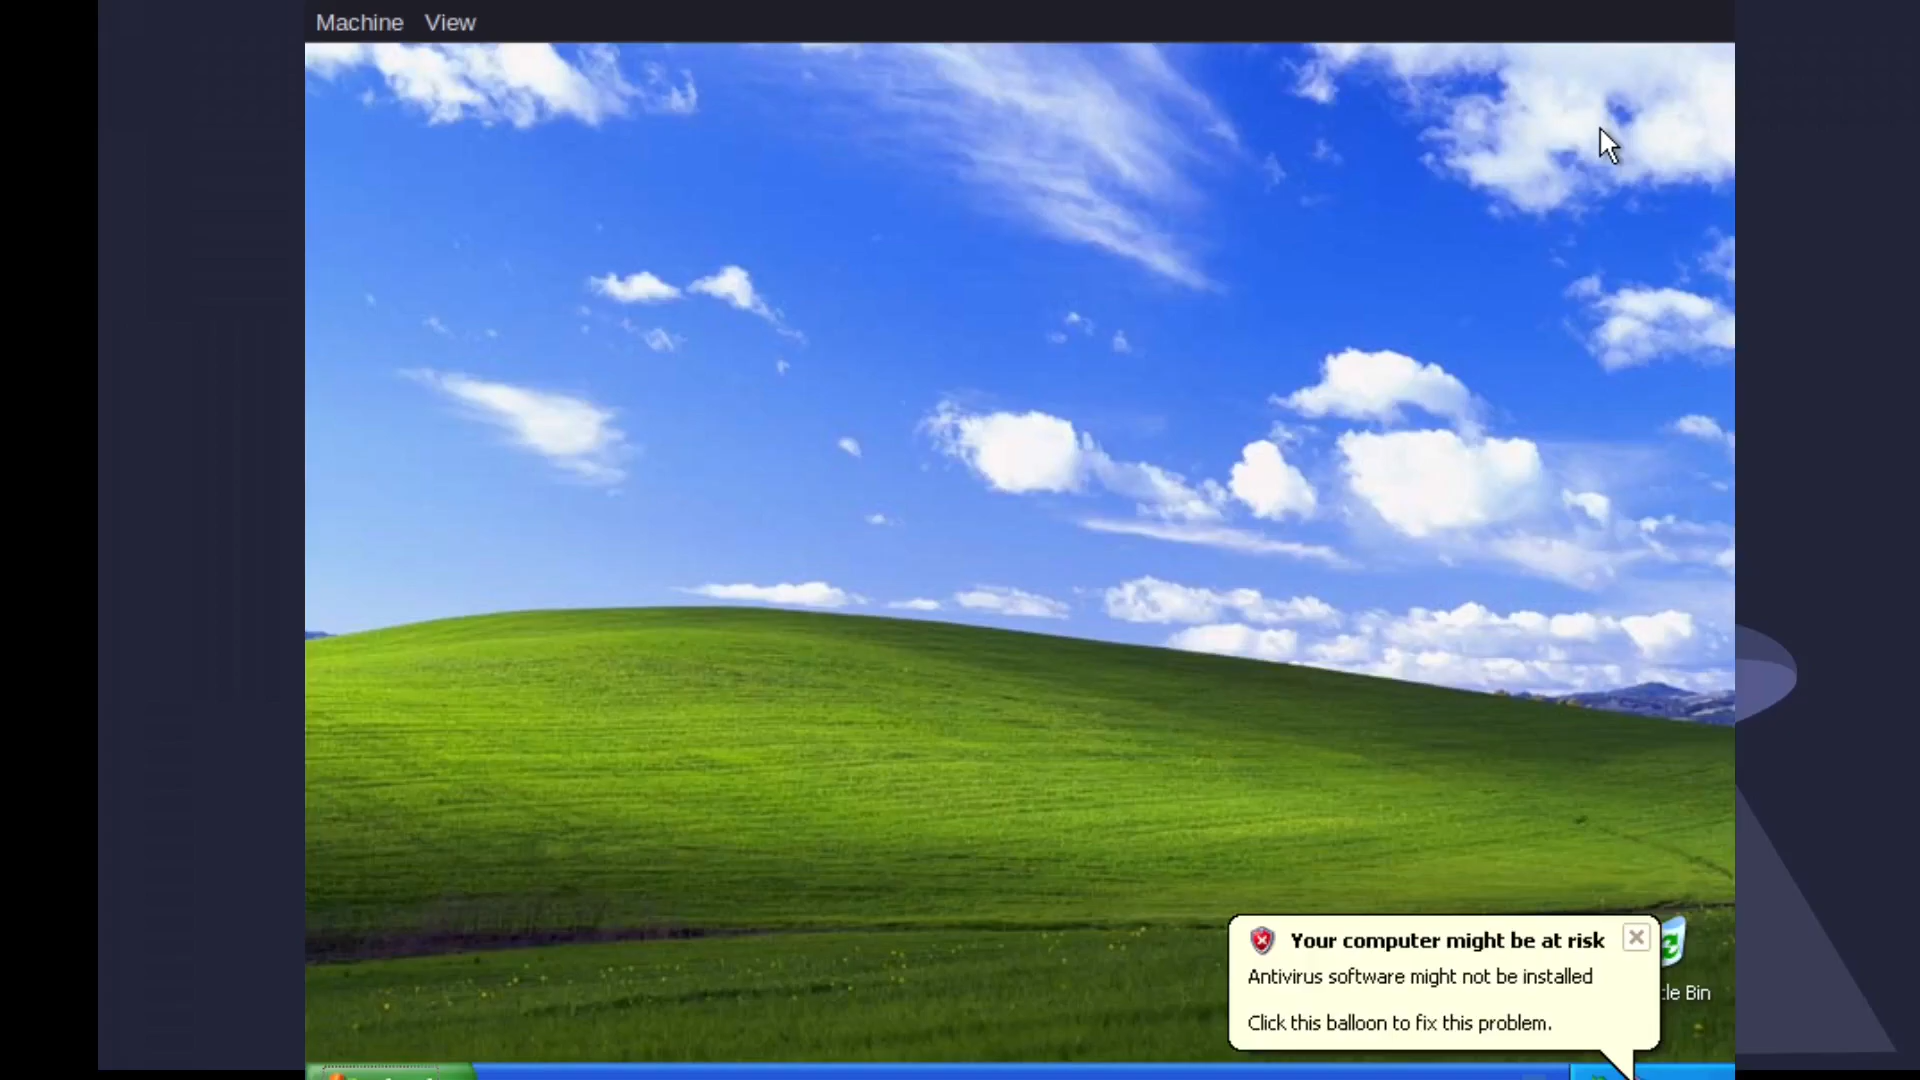 Machine View
Your computer might be at risk
Antivirus software might not be installed
Click this balloon to fix this problem.
Bin